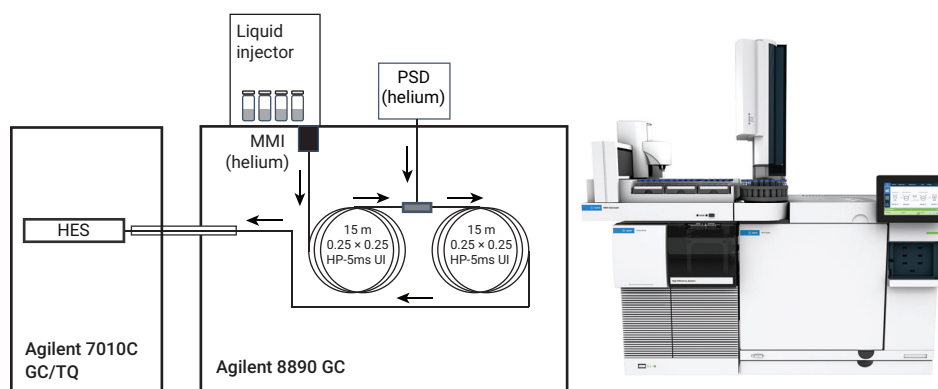 Liquid
injector
PSD
(helium)
MMI
(helium)
HES
15 m
0.25 × 0.25
HP-5ms UI
15 m
0.25 × 0.25
HP-5ms UI
Agilent 7010C
GC/TQ
Agilent 8890 GC